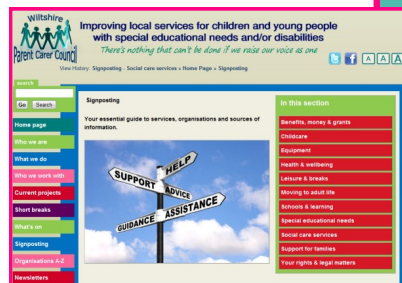 Wiltshire
Parent Carer Council
Improving local services for children and young people
with special educational needs and/or disabilities
There's nothing that can't be done if we raise our voice as one
A A A
View History: Signposting . Social care services » Home Page » Signposting
search
Go Search
Home page
Who we are
What we do
Who we work with
Current projects
Short breaks
What's on
Signposting
Organisations A-Z
Newsletters
Signposting
Your essential guide to services, organisations and sources of
information.
HELP
SUPPORT
ADVICE
ASSISTANCE
GUIDANCE
In this section
Benefits, money & grants
Childcare
Equipment
Health & wellbeing
Leisure & breaks
Moving to adult life
Schools & learning
Special educational needs
Social care services
Support for families
Your rights & legal matters